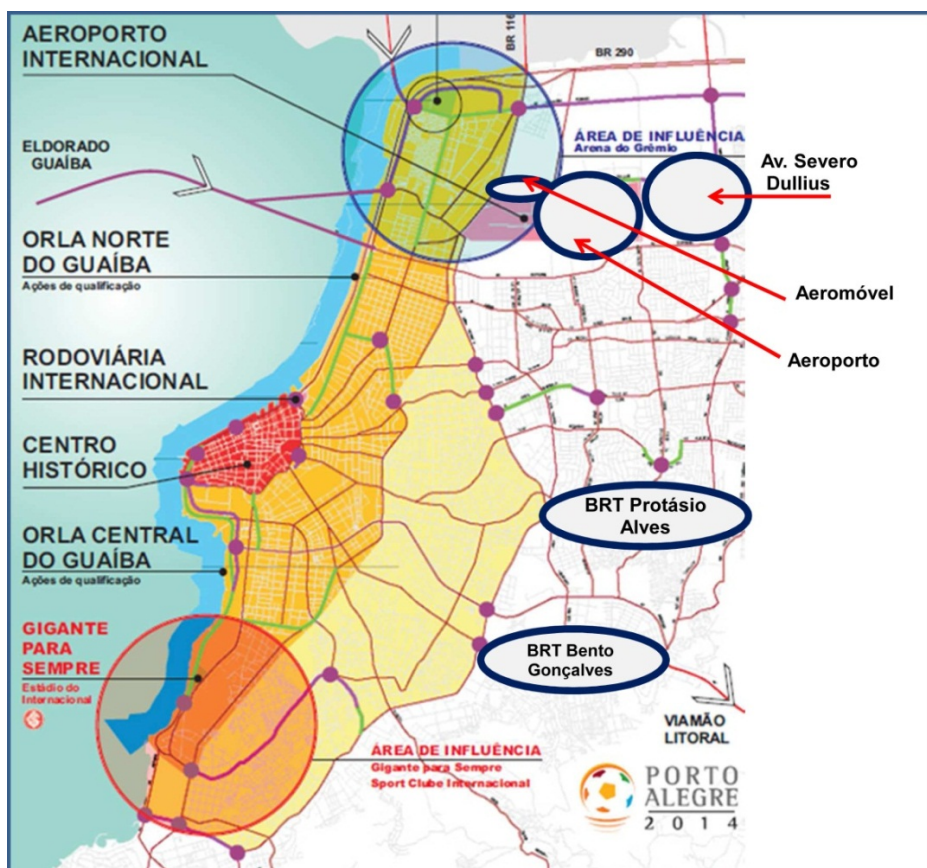 AEROPORTO
INTERNACIONAL
BR 116
BR 290
ELDORADO
GUAÍBA
ÁREA DE INFLUÊNCIA
Arena do Grêmio
Av. Severo
Dullius
ORLA NORTE
DO GUAÍBA
Ações de qualificação
Aeromóvel
Aeroporto
RODOVIÁRIA
INTERNACIONAL
CENTRO
HISTÓRICO
BRT Protásio
Alves
ORLA CENTRAL
DO GUAÍBA
Ações de qualificação
GIGANTE
PARA
SEMPRE
Estádio do
Internacional
BRT Bento
Gonçalves
VIAMÃO
LITORAL
ÁREA DE INFLUÊNCIA
Gigante para Sempre
Sport Clube Internacional
PORTO
ALEGRE
2014